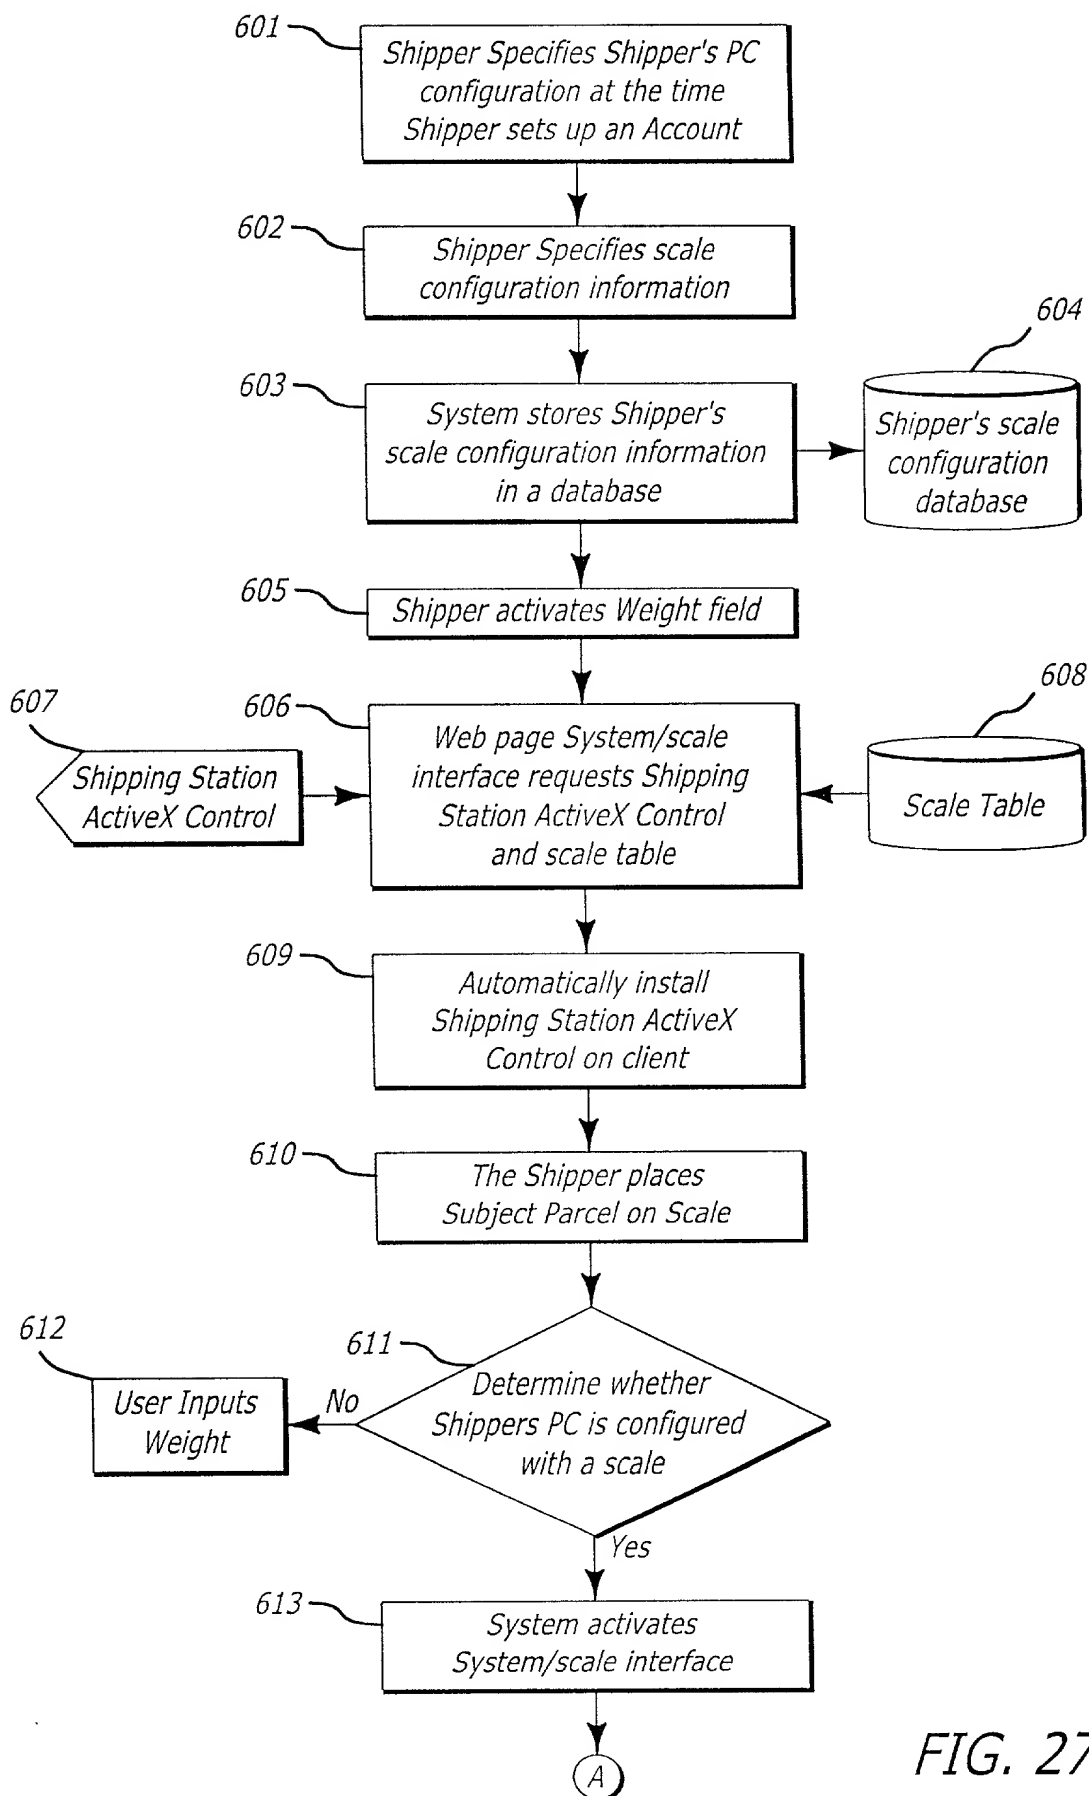 601
Shipper Specifies Shipper's PC
configuration at the time
Shipper sets up an Account
602
Shipper Specifies scale
configuration information
603
System stores Shipper's
scale configuration information
in a database
604
Shipper's scale
configuration
database
605
Shipper activates Weight field
606
Web page System/scale
interface requests Shipping
Station ActiveX Control
and scale table
607
Shipping Station
ActiveX Control
608
Scale Table
609
Automatically install
Shipping Station ActiveX
Control on client
610
The Shipper places
Subject Parcel on Scale
611
Determine whether
Shippers PC is configured
with a scale
No
612
User Inputs
Weight
Yes
613
System activates
System/scale interface
A
FIG. 27